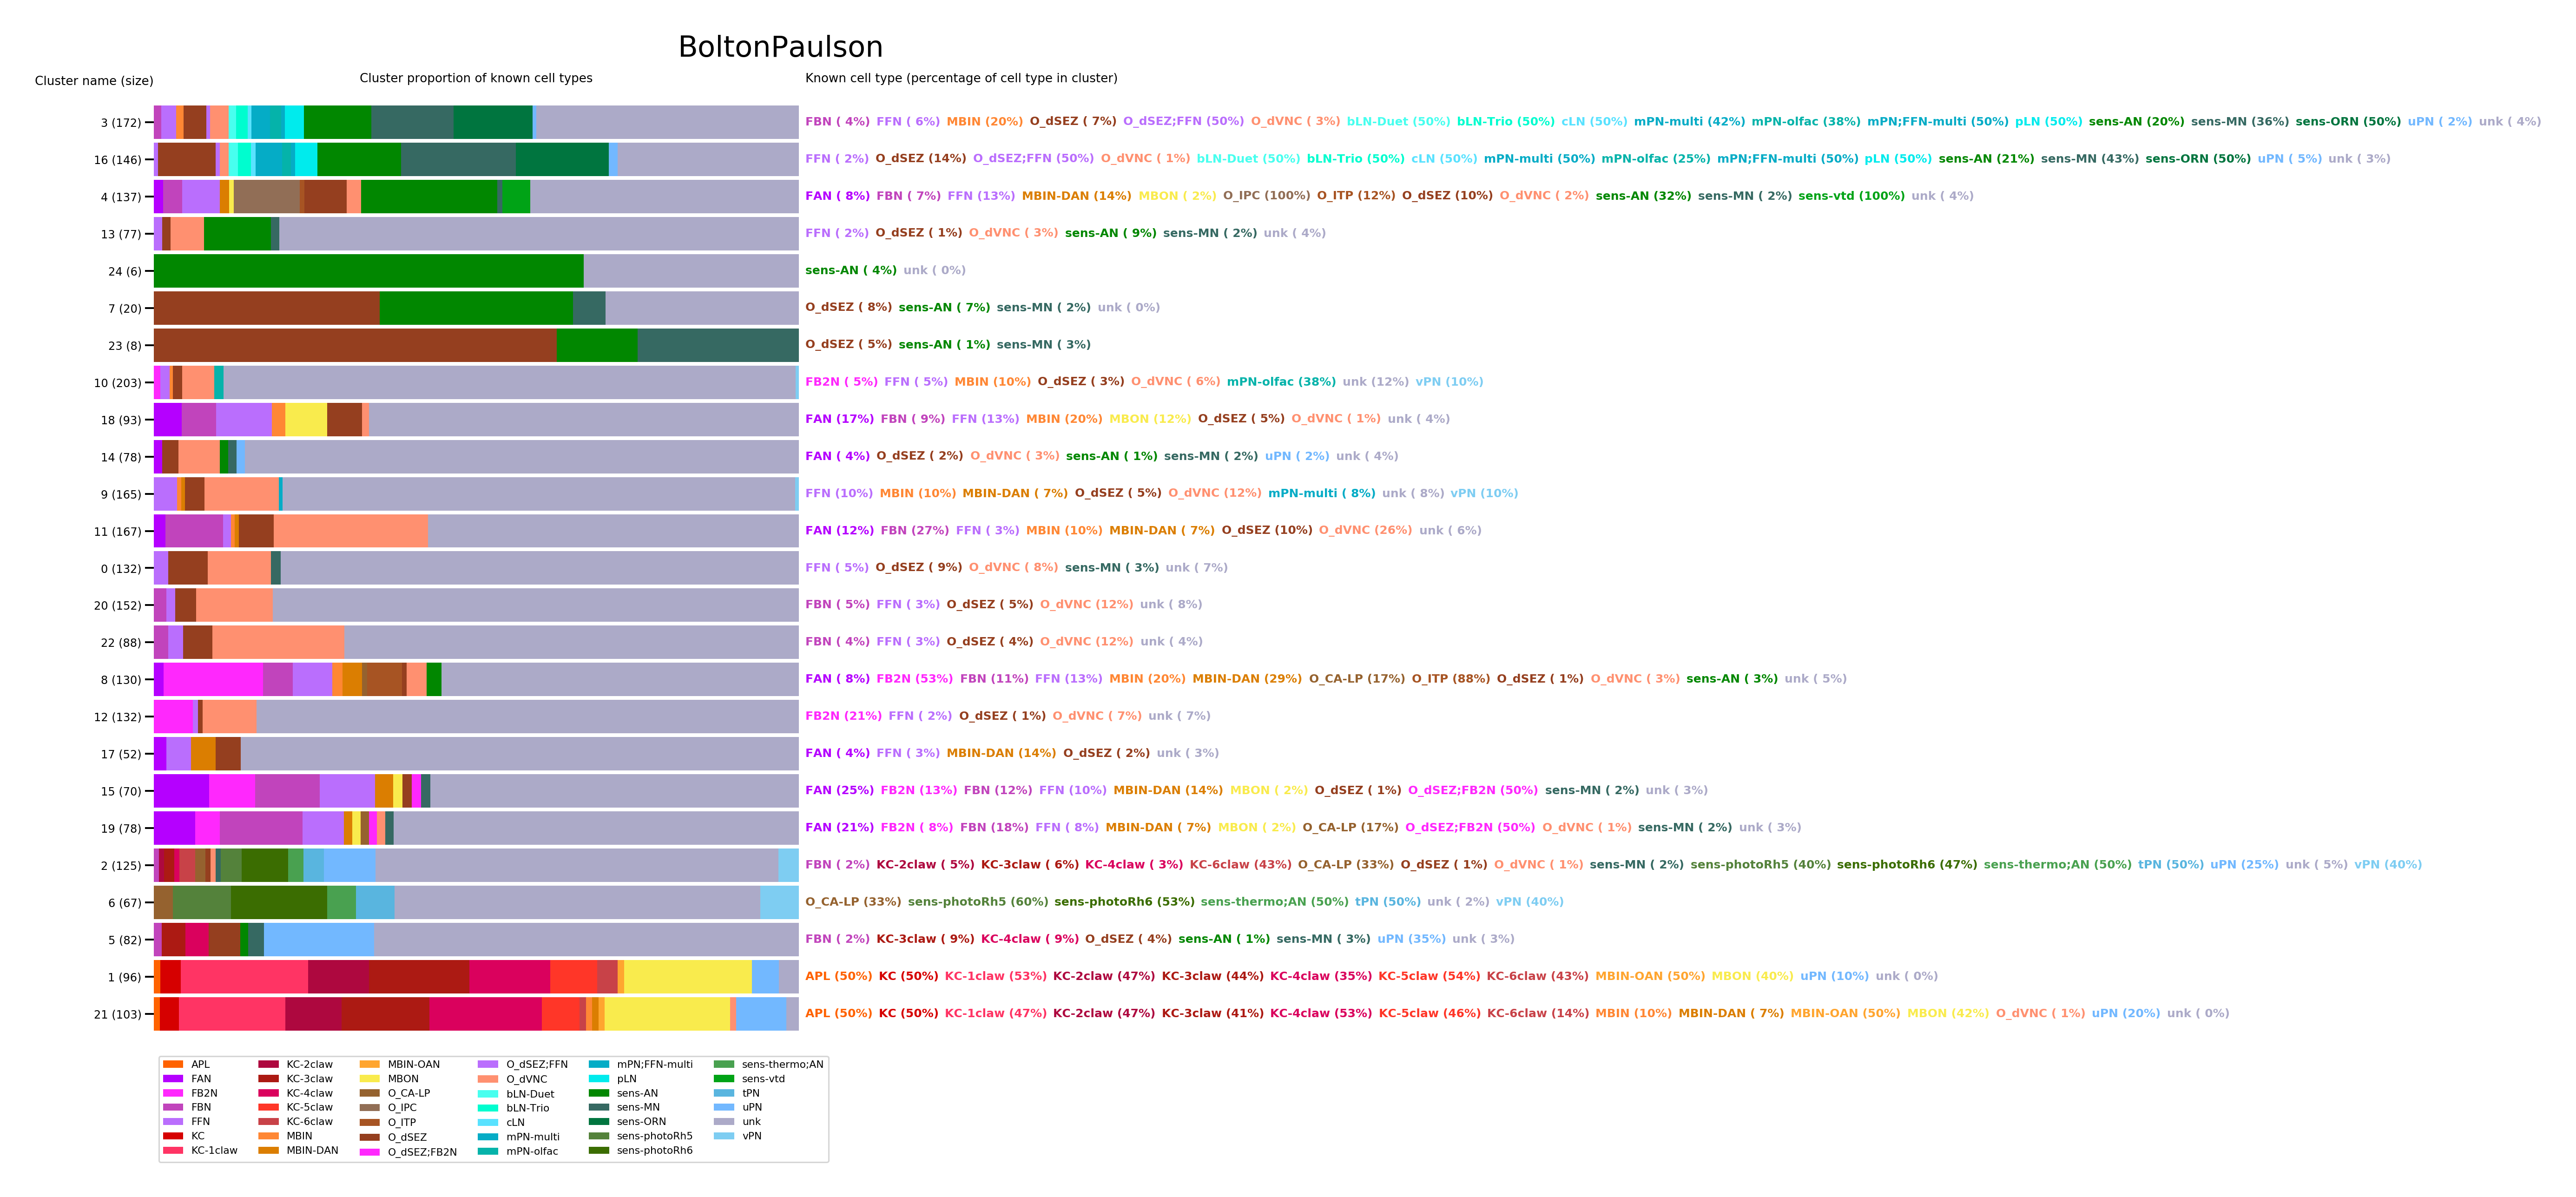 BoltonPaulson
Cluster name (size) Cluster proportion of known cell types Known cell type (percentage of cell type in cluster)
3 (172) FBN ( 4%) FFN ( 6%) MBIN (20%) O_dSEZ ( 7%) O_dSEZ;FFN (50%) O_dVNC ( 3%) bLN-Duet (50%) bLN-Trio (50%) cLN (50%) mPN-multi (42%) mPN-olfac (38%) mPN;FFN-multi (50%) pLN (50%) sens-AN (20%) sens-MN (36%) sens-ORN (50%) uPN ( 2%) unk ( 4%)
16 (146) FFN ( 2%) O_dSEZ (14%) O_dSEZ;FFN (50%) O_dVNC ( 1%) bLN-Duet (50%) bLN-Trio (50%) cLN (50%) mPN-multi (50%) mPN-olfac (25%) mPN;FFN-multi (50%) pLN (50%) sens-AN (21%) sens-MN (43%) sens-ORN (50%) uPN ( 5%) unk ( 3%)
4 (137) FAN ( 8%) FBN ( 7%) FFN (13%) MBIN-DAN (14%) MBON ( 2%) O_IPC (100%) O_ITP (12%) O_dSEZ (10%) O_dVNC ( 2%) sens-AN (32%) sens-MN ( 2%) sens-vtd (100%) unk ( 4%)
13 (77) FFN ( 2%) O_dSEZ ( 1%) O_dVNC ( 3%) sens-AN ( 9%) sens-MN ( 2%) unk ( 4%)
24 (6) sens-AN ( 4%) unk ( 0%)
7 (20) O_dSEZ ( 8%) sens-AN ( 7%) sens-MN ( 2%) unk ( 0%)
23 (8) O_dSEZ ( 5%) sens-AN ( 1%) sens-MN ( 3%)
10 (203) FB2N ( 5%) FFN ( 5%) MBIN (10%) O_dSEZ ( 3%) O_dVNC ( 6%) mPN-olfac (38%) unk (12%) vPN (10%)
18 (93) FAN (17%) FBN ( 9%) FFN (13%) MBIN (20%) MBON (12%) O_dSEZ ( 5%) O_dVNC ( 1%) unk ( 4%)
14 (78) FAN ( 4%) O_dSEZ ( 2%) O_dVNC ( 3%) sens-AN ( 1%) sens-MN ( 2%) uPN ( 2%) unk ( 4%)
9 (165) FFN (10%) MBIN (10%) MBIN-DAN ( 7%) O_dSEZ ( 5%) O_dVNC (12%) mPN-multi ( 8%) unk ( 8%) vPN (10%)
11 (167) FAN (12%) FBN (27%) FFN ( 3%) MBIN (10%) MBIN-DAN ( 7%) O_dSEZ (10%) O_dVNC (26%) unk ( 6%)
0 (132) FFN ( 5%) O_dSEZ ( 9%) O_dVNC ( 8%) sens-MN ( 3%) unk ( 7%)
20 (152) FBN ( 5%) FFN ( 3%) O_dSEZ ( 5%) O_dVNC (12%) unk ( 8%)
22 (88) FBN ( 4%) FFN ( 3%) O_dSEZ ( 4%) O_dVNC (12%) unk ( 4%)
8 (130) FAN ( 8%) FB2N (53%) FBN (11%) FFN (13%) MBIN (20%) MBIN-DAN (29%) O_CA-LP (17%) O_ITP (88%) O_dSEZ ( 1%) O_dVNC ( 3%) sens-AN ( 3%) unk ( 5%)
12 (132) FB2N (21%) FFN ( 2%) O_dSEZ ( 1%) O_dVNC ( 7%) unk ( 7%)
17 (52) FAN ( 4%) FFN ( 3%) MBIN-DAN (14%) O_dSEZ ( 2%) unk ( 3%)
15 (70) FAN (25%) FB2N (13%) FBN (12%) FFN (10%) MBIN-DAN (14%) MBON ( 2%) O_dSEZ ( 1%) O_dSEZ;FB2N (50%) sens-MN ( 2%) unk ( 3%)
19 (78) FAN (21%) FB2N ( 8%) FBN (18%) FFN ( 8%) MBIN-DAN ( 7%) MBON ( 2%) O_CA-LP (17%) O_dSEZ;FB2N (50%) O_dVNC ( 1%) sens-MN ( 2%) unk ( 3%)
2 (125) FBN ( 2%) KC-2claw ( 5%) KC-3claw ( 6%) KC-4claw ( 3%) KC-6claw (43%) O_CA-LP (33%) O_dSEZ ( 1%) O_dVNC ( 1%) sens-MN ( 2%) sens-photoRh5 (40%) sens-photoRh6 (47%) sens-thermo;AN (50%) tPN (50%) uPN (25%) unk ( 5%) vPN (40%)
6 (67) O_CA-LP (33%) sens-photoRh5 (60%) sens-photoRh6 (53%) sens-thermo;AN (50%) tPN (50%) unk ( 2%) vPN (40%)
5 (82) FBN ( 2%) KC-3claw ( 9%) KC-4claw ( 9%) O_dSEZ ( 4%) sens-AN ( 1%) sens-MN ( 3%) uPN (35%) unk ( 3%)
1 (96) APL (50%) KC (50%) KC-1claw (53%) KC-2claw (47%) KC-3claw (44%) KC-4claw (35%) KC-5claw (54%) KC-6claw (43%) MBIN-OAN (50%) MBON (40%) uPN (10%) unk ( 0%)
21 (103) APL (50%) KC (50%) KC-1claw (47%) KC-2claw (47%) KC-3claw (41%) KC-4claw (53%) KC-5claw (46%) KC-6claw (14%) MBIN (10%) MBIN-DAN ( 7%) MBIN-OAN (50%) MBON (42%) O_dVNC ( 1%) uPN (20%) unk ( 0%)
APL KC-2claw MBIN-OAN O_dSEZ;FFN mPN;FFN-multi sens-thermo;AN
FAN KC-3claw MBON O_dVNC pLN sens-vtd
FB2N KC-4claw O_CA-LP bLN-Duet sens-AN tPN
FBN KC-5claw O_IPC bLN-Trio sens-MN uPN
FFN KC-6claw O_ITP cLN sens-ORN unk
KC MBIN O_dSEZ mPN-multi sens-photoRh5 vPN
KC-1claw MBIN-DAN O_dSEZ;FB2N mPN-olfac sens-photoRh6